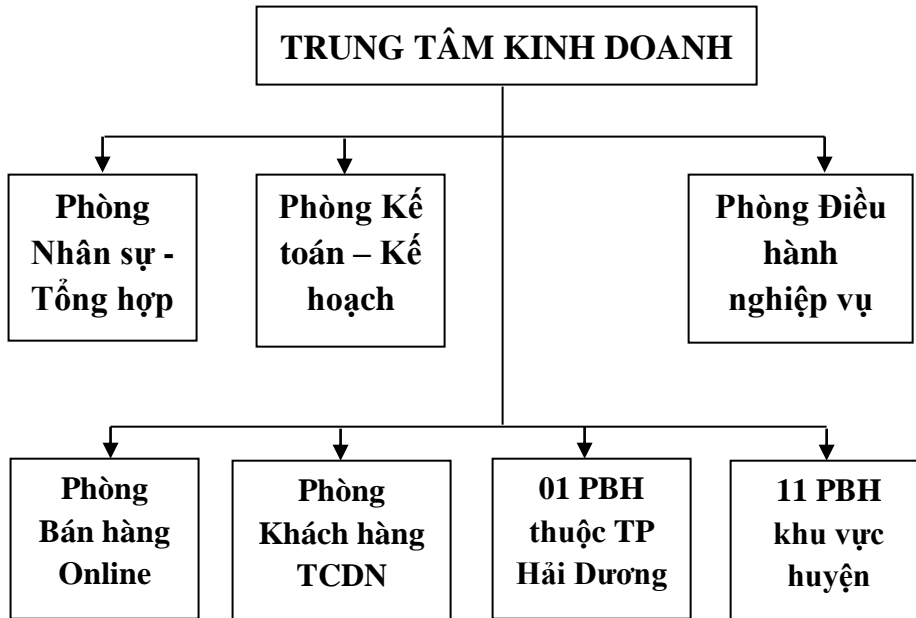 TRUNG TÂM KINH DOANH
Phòng
Nhân sự -
Tổng hợp
Phòng Kế
toán – Kế
hoạch
Phòng Điều
hành
nghiệp vụ
Phòng
Bán hàng
Online
Phòng
Khách hàng
TCDN
01 PBH
thuộc TP
Hải Dương
11 PBH
khu vực
huyện